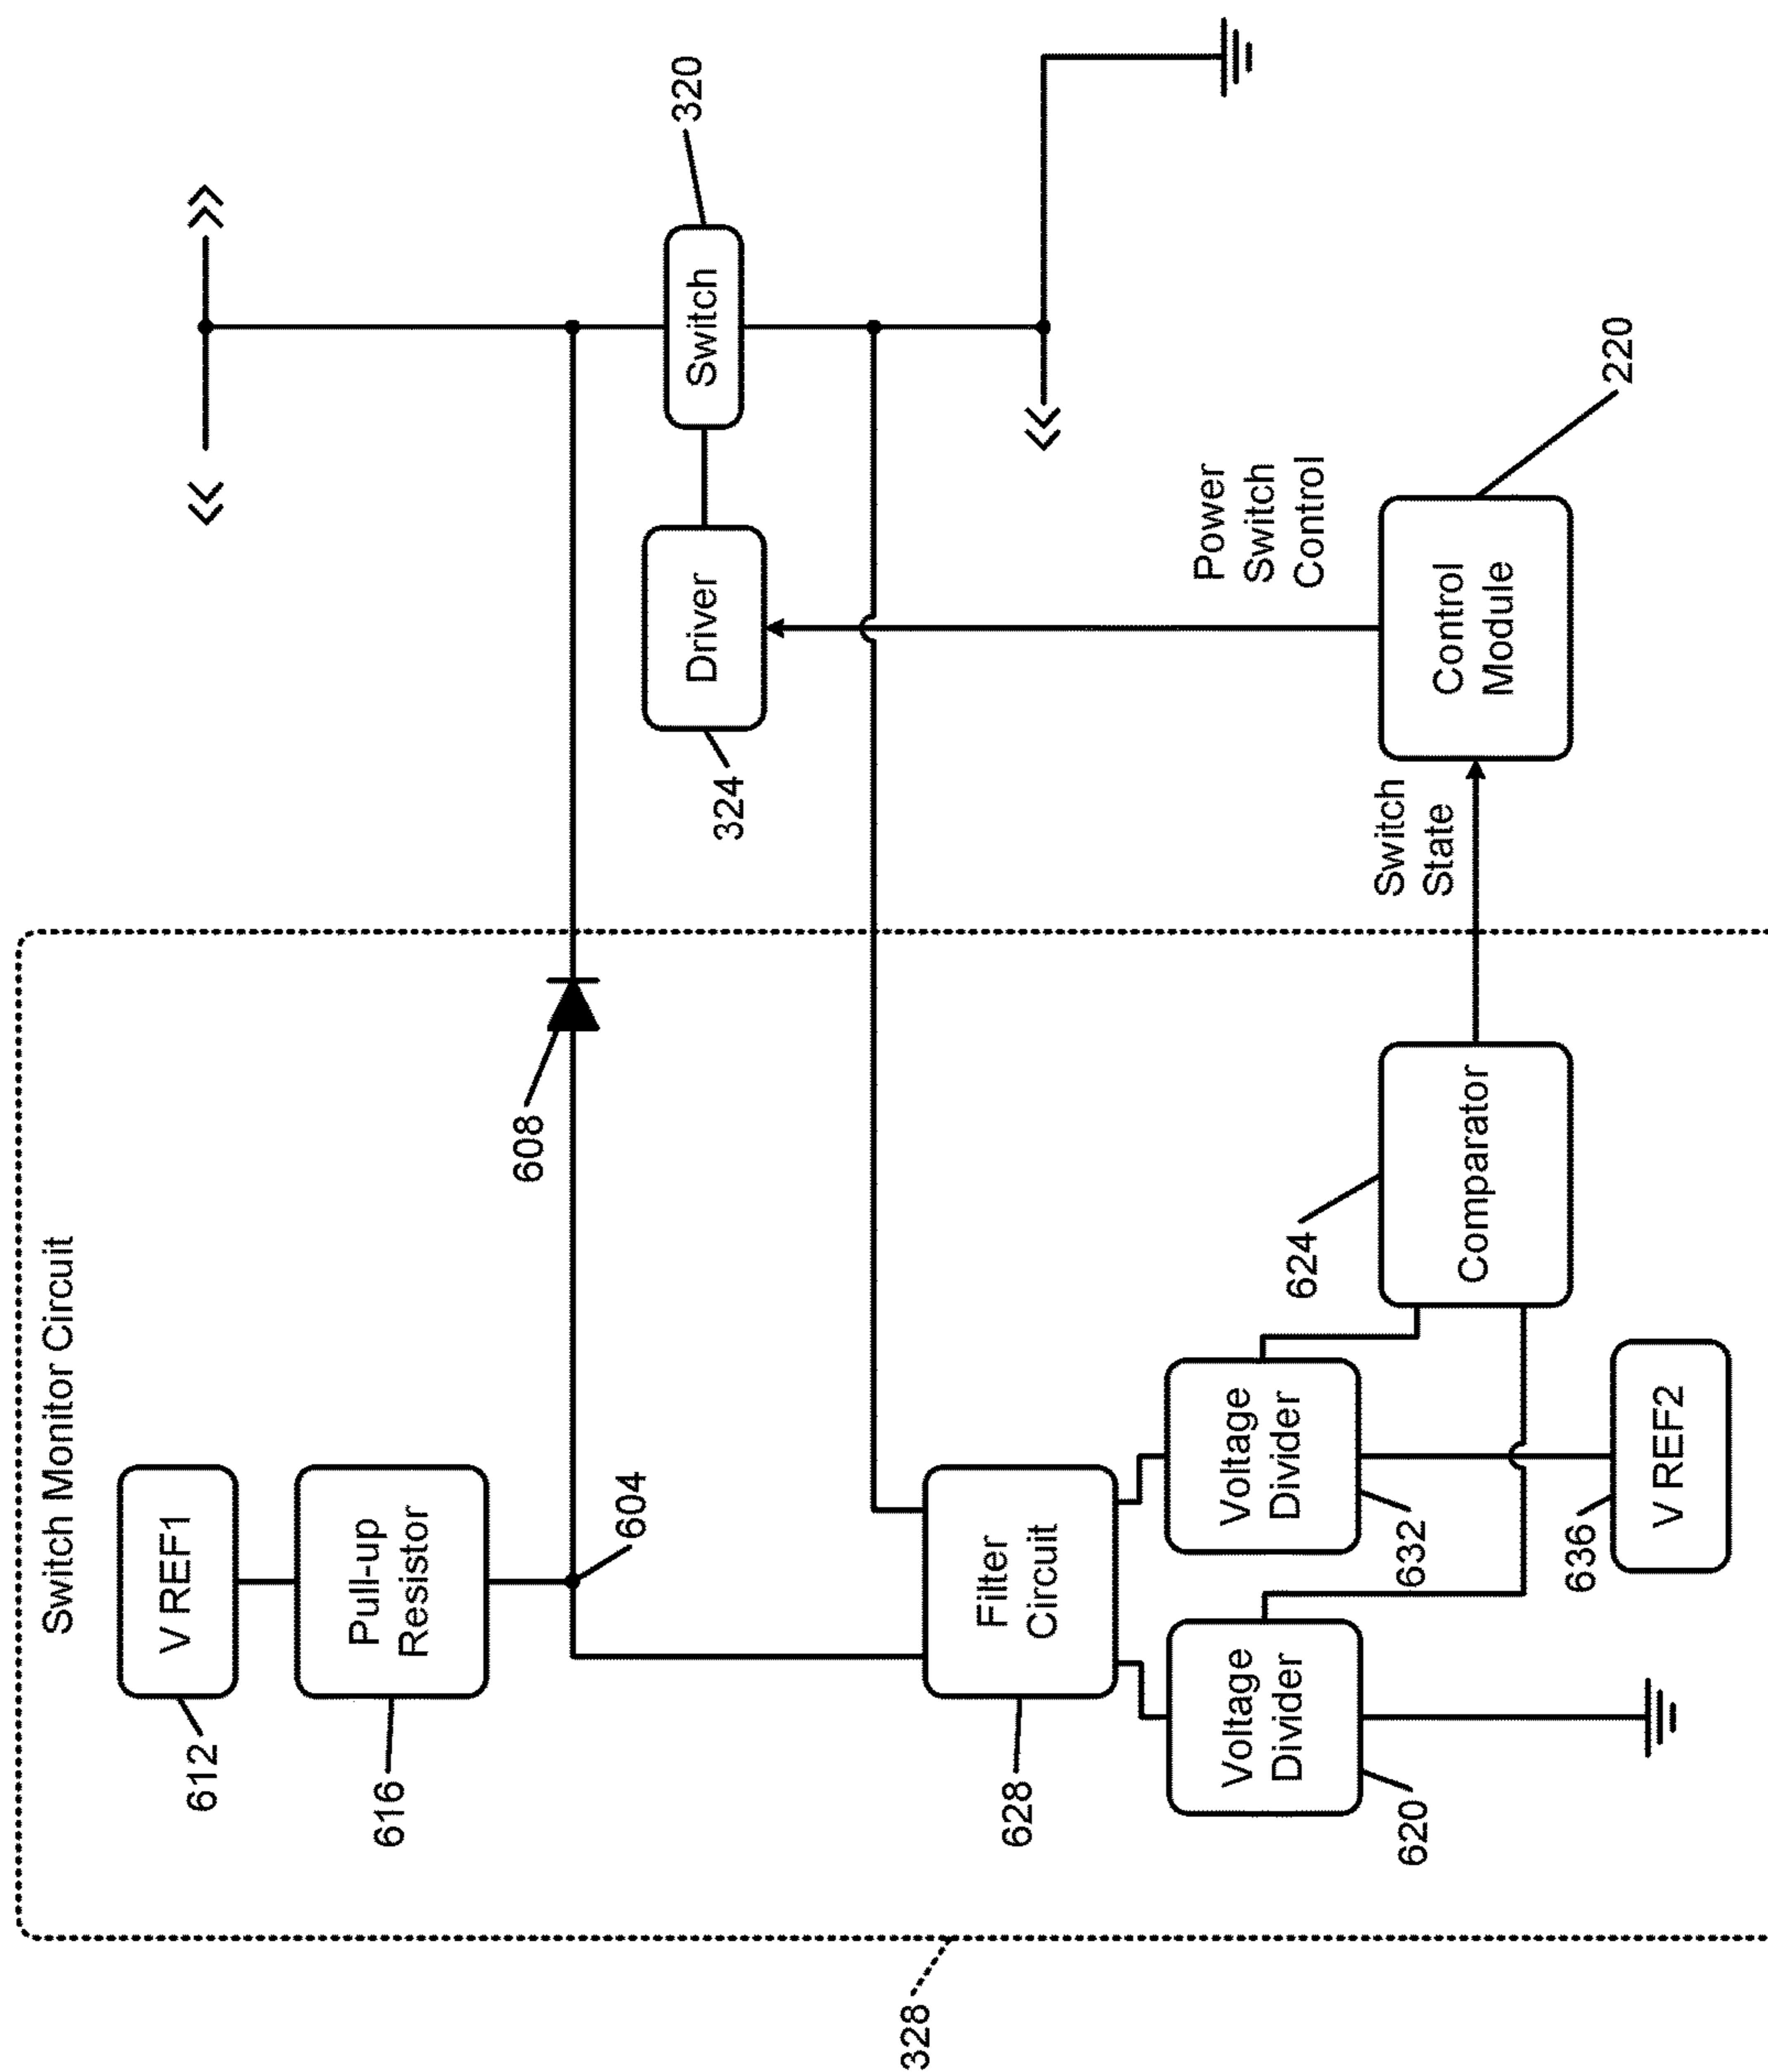 Switch Monitor Circuit
612
V REF1
616
Pull-up
Resistor
604
608
320
Switch
Driver
324
628
Filter
Circuit
Power
Switch
Control
620
Voltage
Divider
Voltage
Divider
632
624
Comparator
Switch
State
Control
Module
220
636
V REF2
328